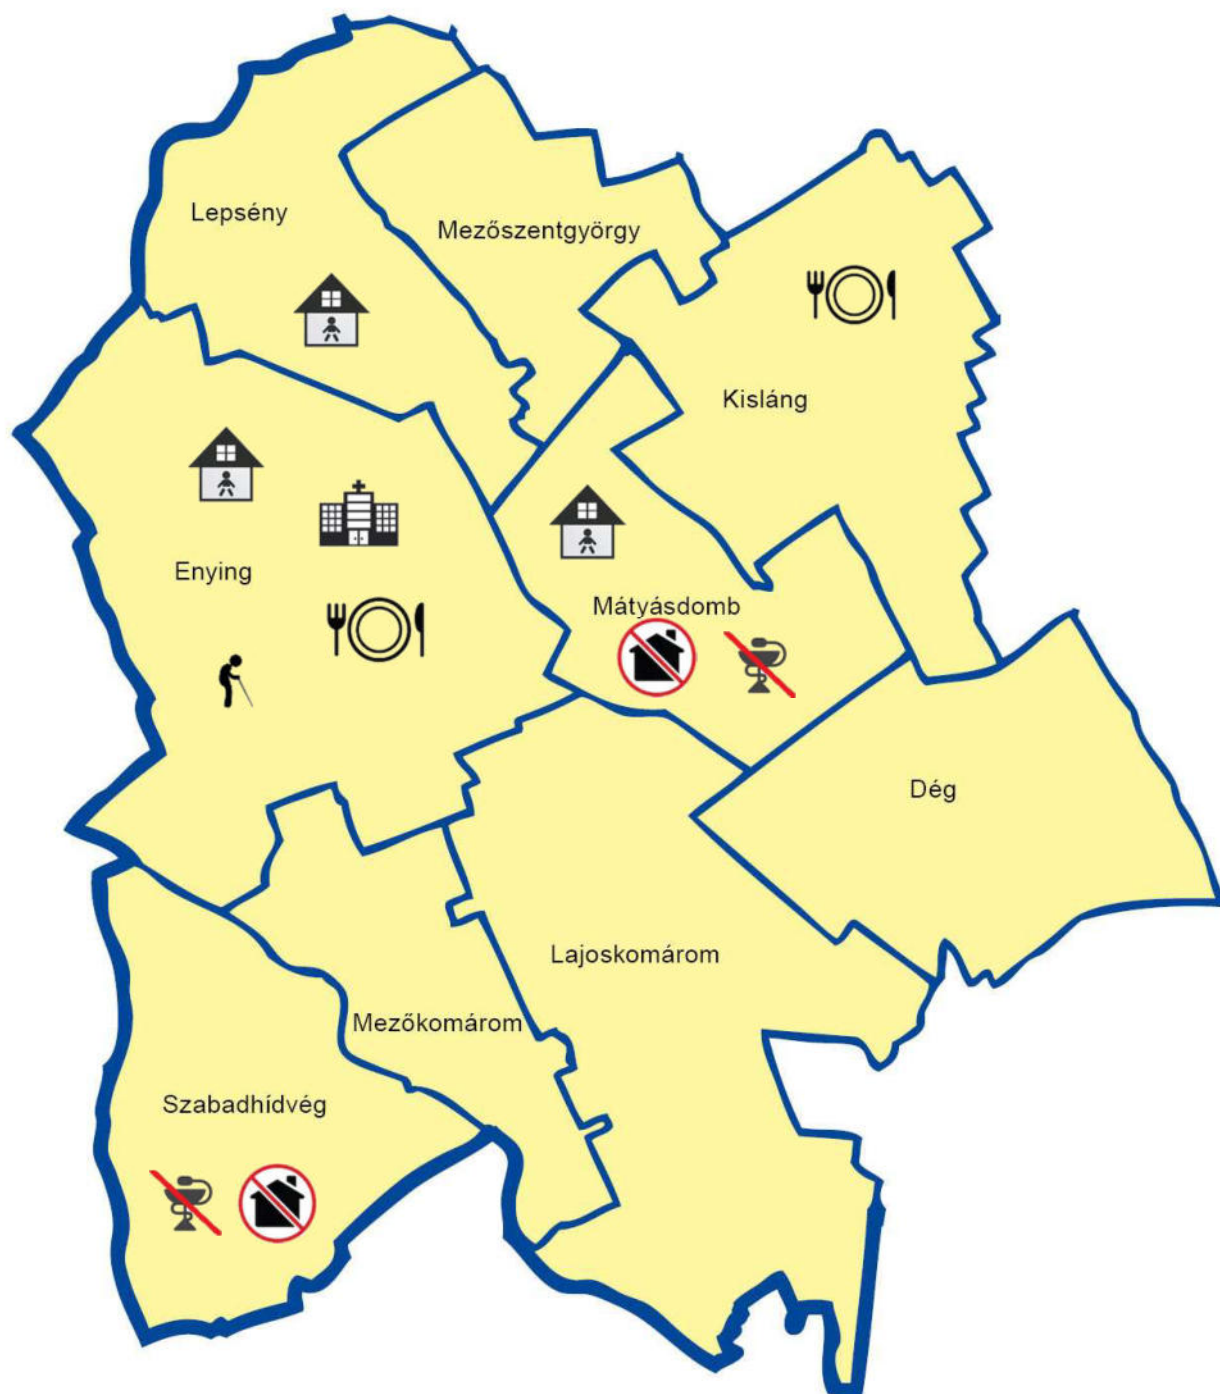 Lepsény
Mezőszentgyörgy
Kisláng
Enying
Mátyásdomb
Dég
Lajoskomárom
Mezőkomárom
Szabadhídvég